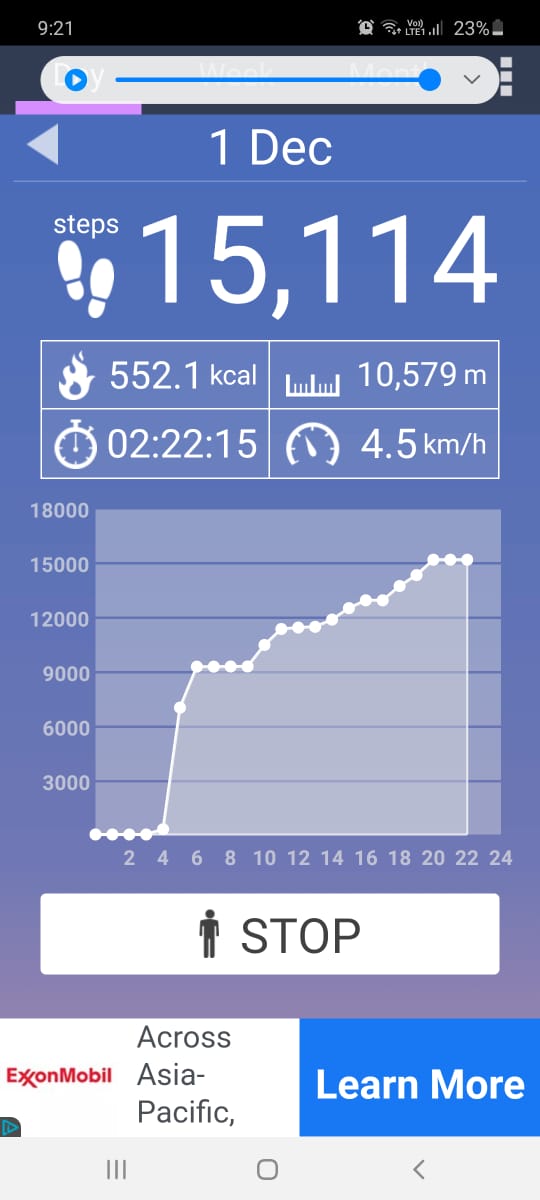 9:21 Vo)) LTE1 23%
Day Week Month
1 Dec
steps
15,114
552.1 kcal 10,579 m
02:22:15 4.5 km/h
18000
15000
12000
9000
6000
3000
2 4 6 8 10 12 14 16 18 20 22 24
STOP
ExxonMobil
Across
Asia-
Pacific,
Learn More